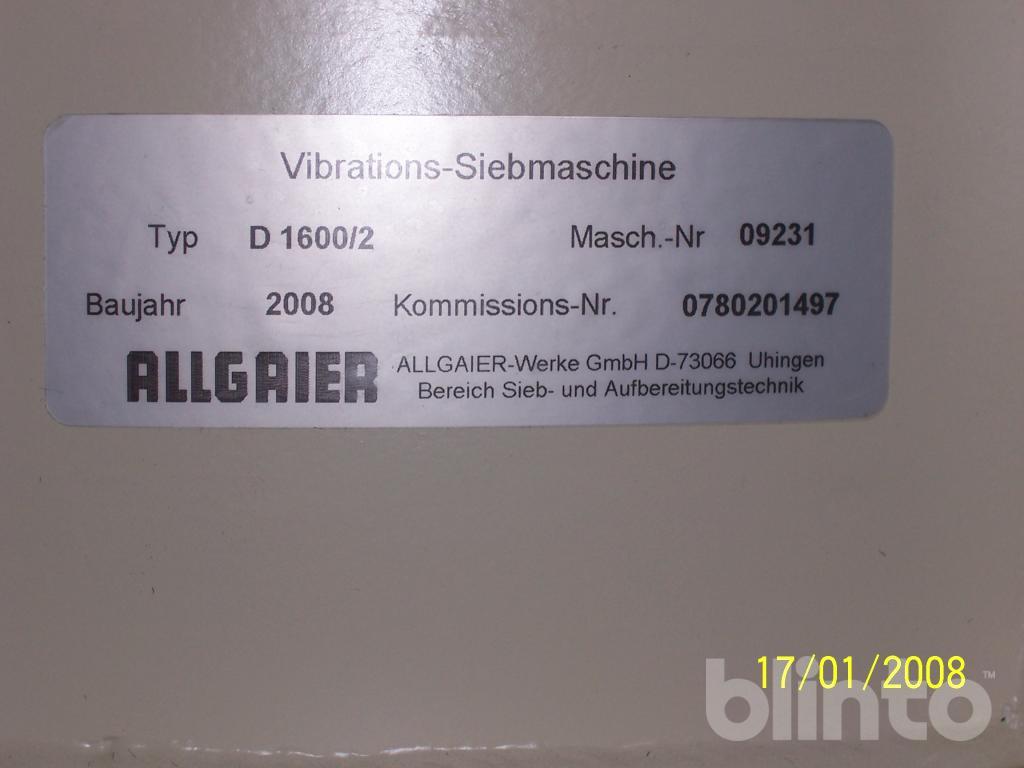 Vibrations-Siebmaschine
Typ D 1600/2 Masch.-Nr 09231
Baujahr 2008 Kommissions-Nr. 0780201497
ALLGAIER ALLGAIER-Werke GmbH D-73066 Uhingen
Bereich Sieb- und Aufbereitungstechnik
17/01/2008
blinto™